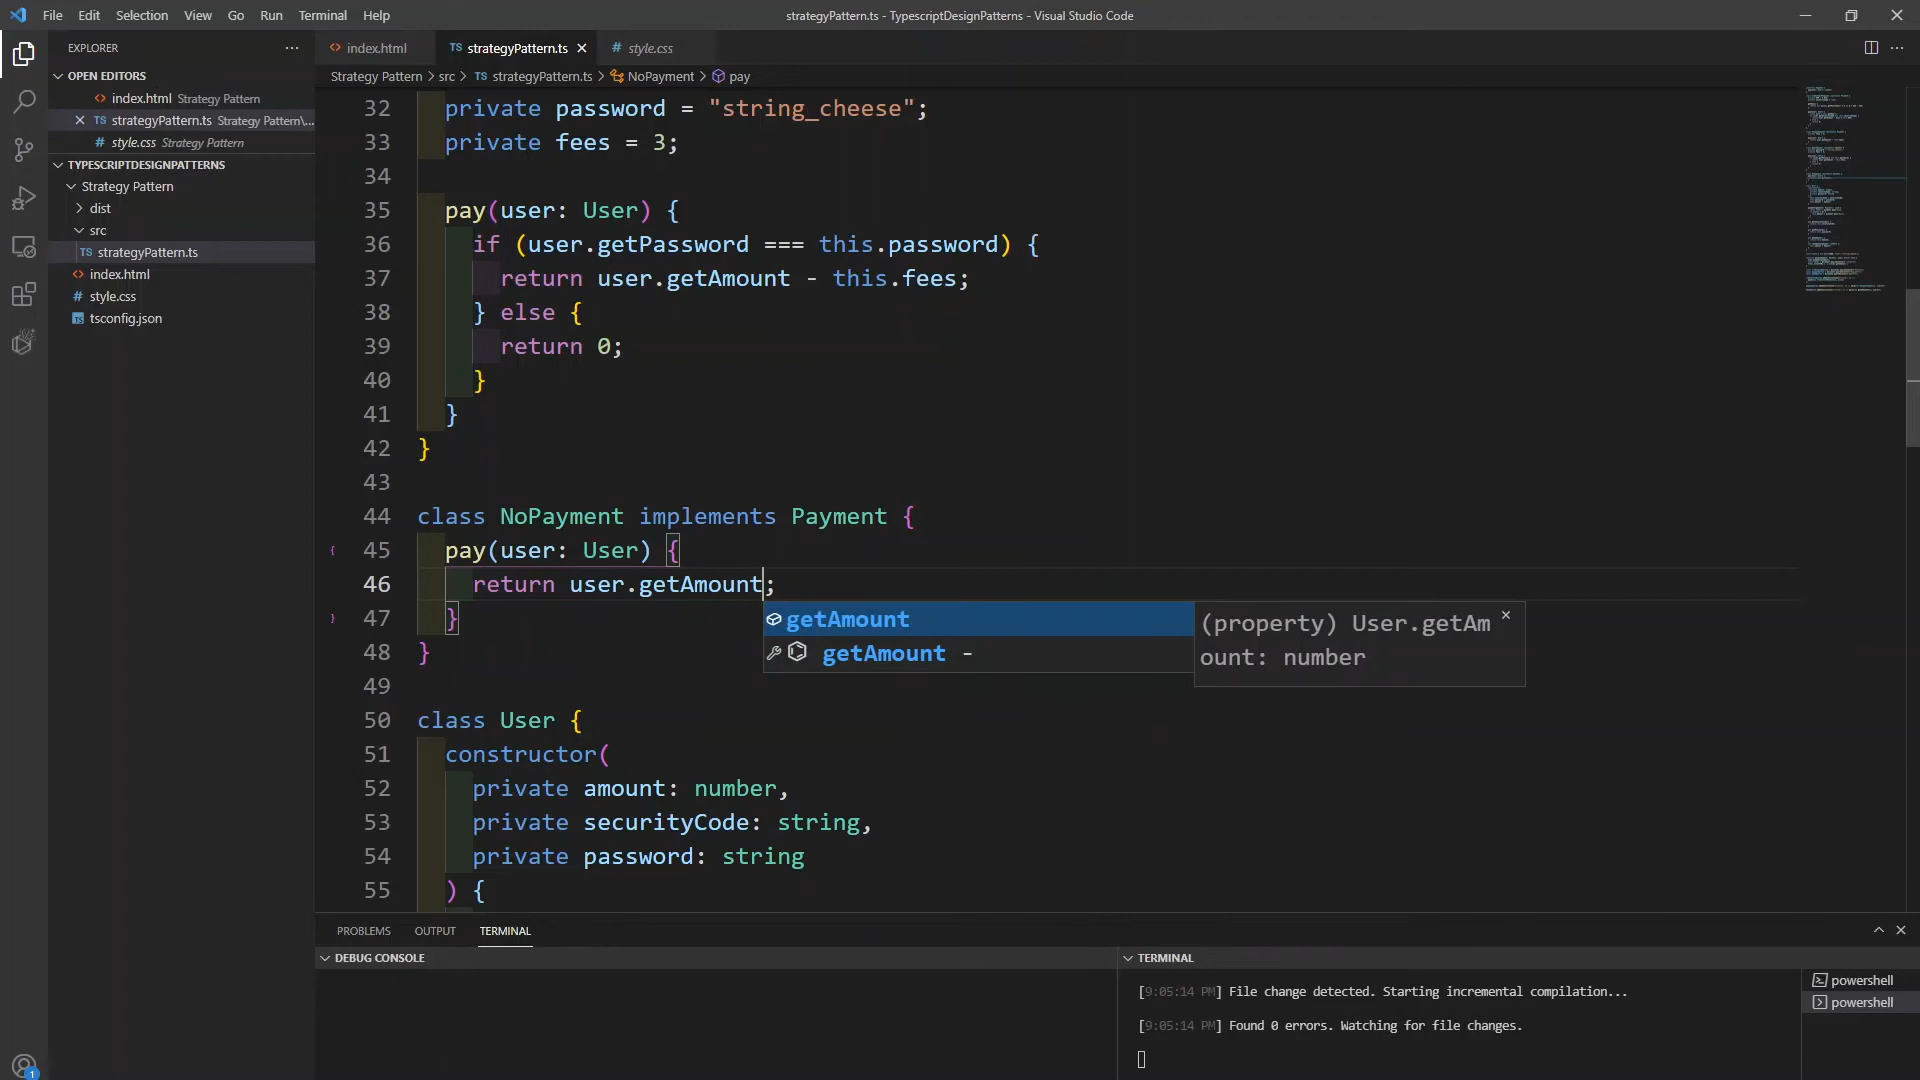 File Edit Selection View Go Run Terminal Help
strategyPattern.ts - TypescriptDesignPatterns - Visual Studio Code
EXPLORER
OPEN EDITORS
index.html Strategy Pattern
TS strategyPattern.ts Strategy Pattern\...
# style.css Strategy Pattern
TYPESCRIPTDESIGNPATTERNS
Strategy Pattern
dist
src
TS strategyPattern.ts
index.html
# style.css
TS tsconfig.json
index.html
TS strategyPattern.ts
# style.css
Strategy Pattern > src > TS strategyPattern.ts > NoPayment > pay
32 private password = "string_cheese";
33 private fees = 3;
34
35 pay(user: User) {
36 if (user.getPassword === this.password) {
37 return user.getAmount - this.fees;
38 } else {
39 return 0;
40 }
41 }
42 }
43
44 class NoPayment implements Payment {
45 pay(user: User) {
46 return user.getAmount;
47 }
48 }
49
50 class User {
51 constructor(
52 private amount: number,
53 private securityCode: string,
54 private password: string
55 ) {
getAmount
getAmount -
(property) User.getAm
ount: number
PROBLEMS OUTPUT TERMINAL
DEBUG CONSOLE
TERMINAL
[9:05:14 PM] File change detected. Starting incremental compilation...
[9:05:14 PM] Found 0 errors. Watching for file changes.
powershell
powershell
1